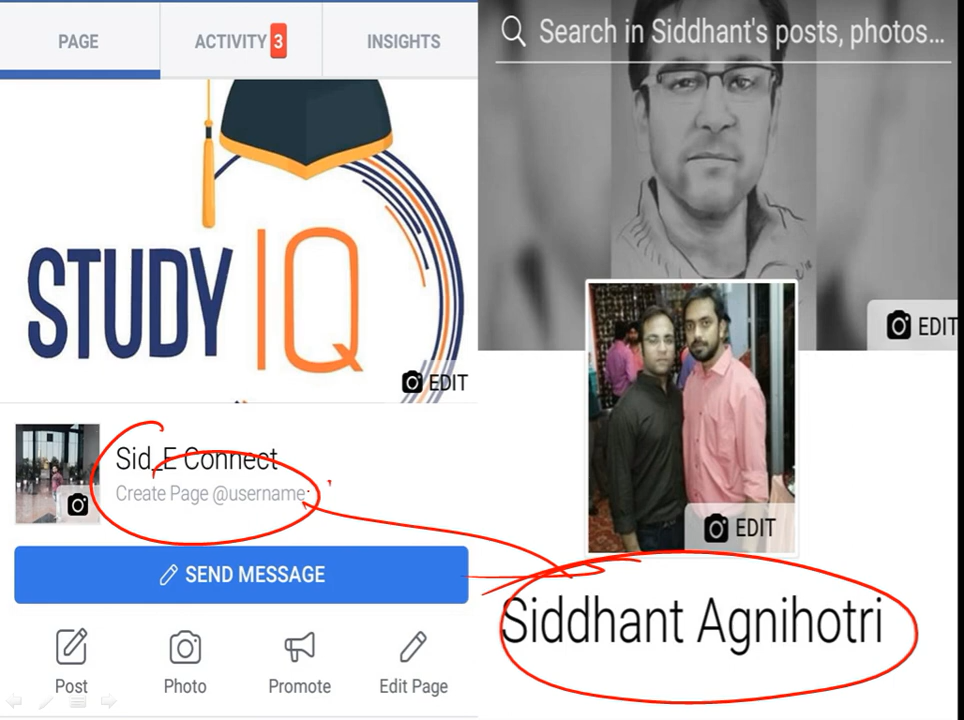 PAGE
ACTIVITY 3
INSIGHTS
STUDY IQ
EDIT
Sid_E Connect
Create Page @username
SEND MESSAGE
Post
Photo
Promote
Edit Page
Search in Siddhant's posts, photos...
EDIT
EDIT
Siddhant Agnihotri